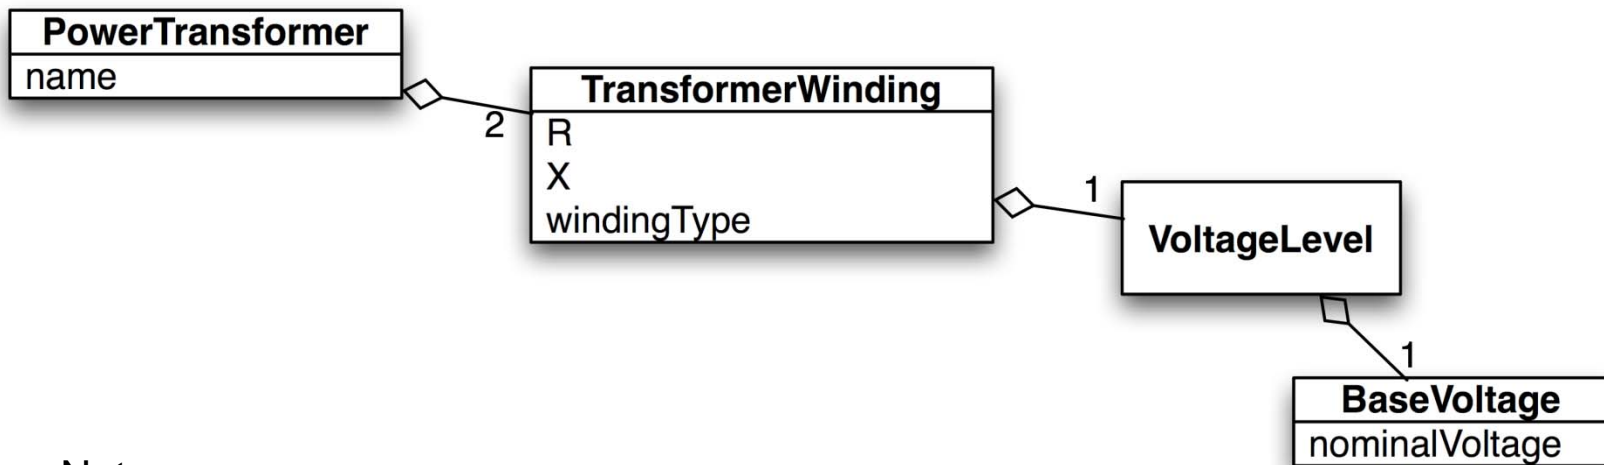 PowerTransformer
name
2
TransformerWinding
R
X
windingType
1
VoltageLevel
1
BaseVoltage
nominalVoltage